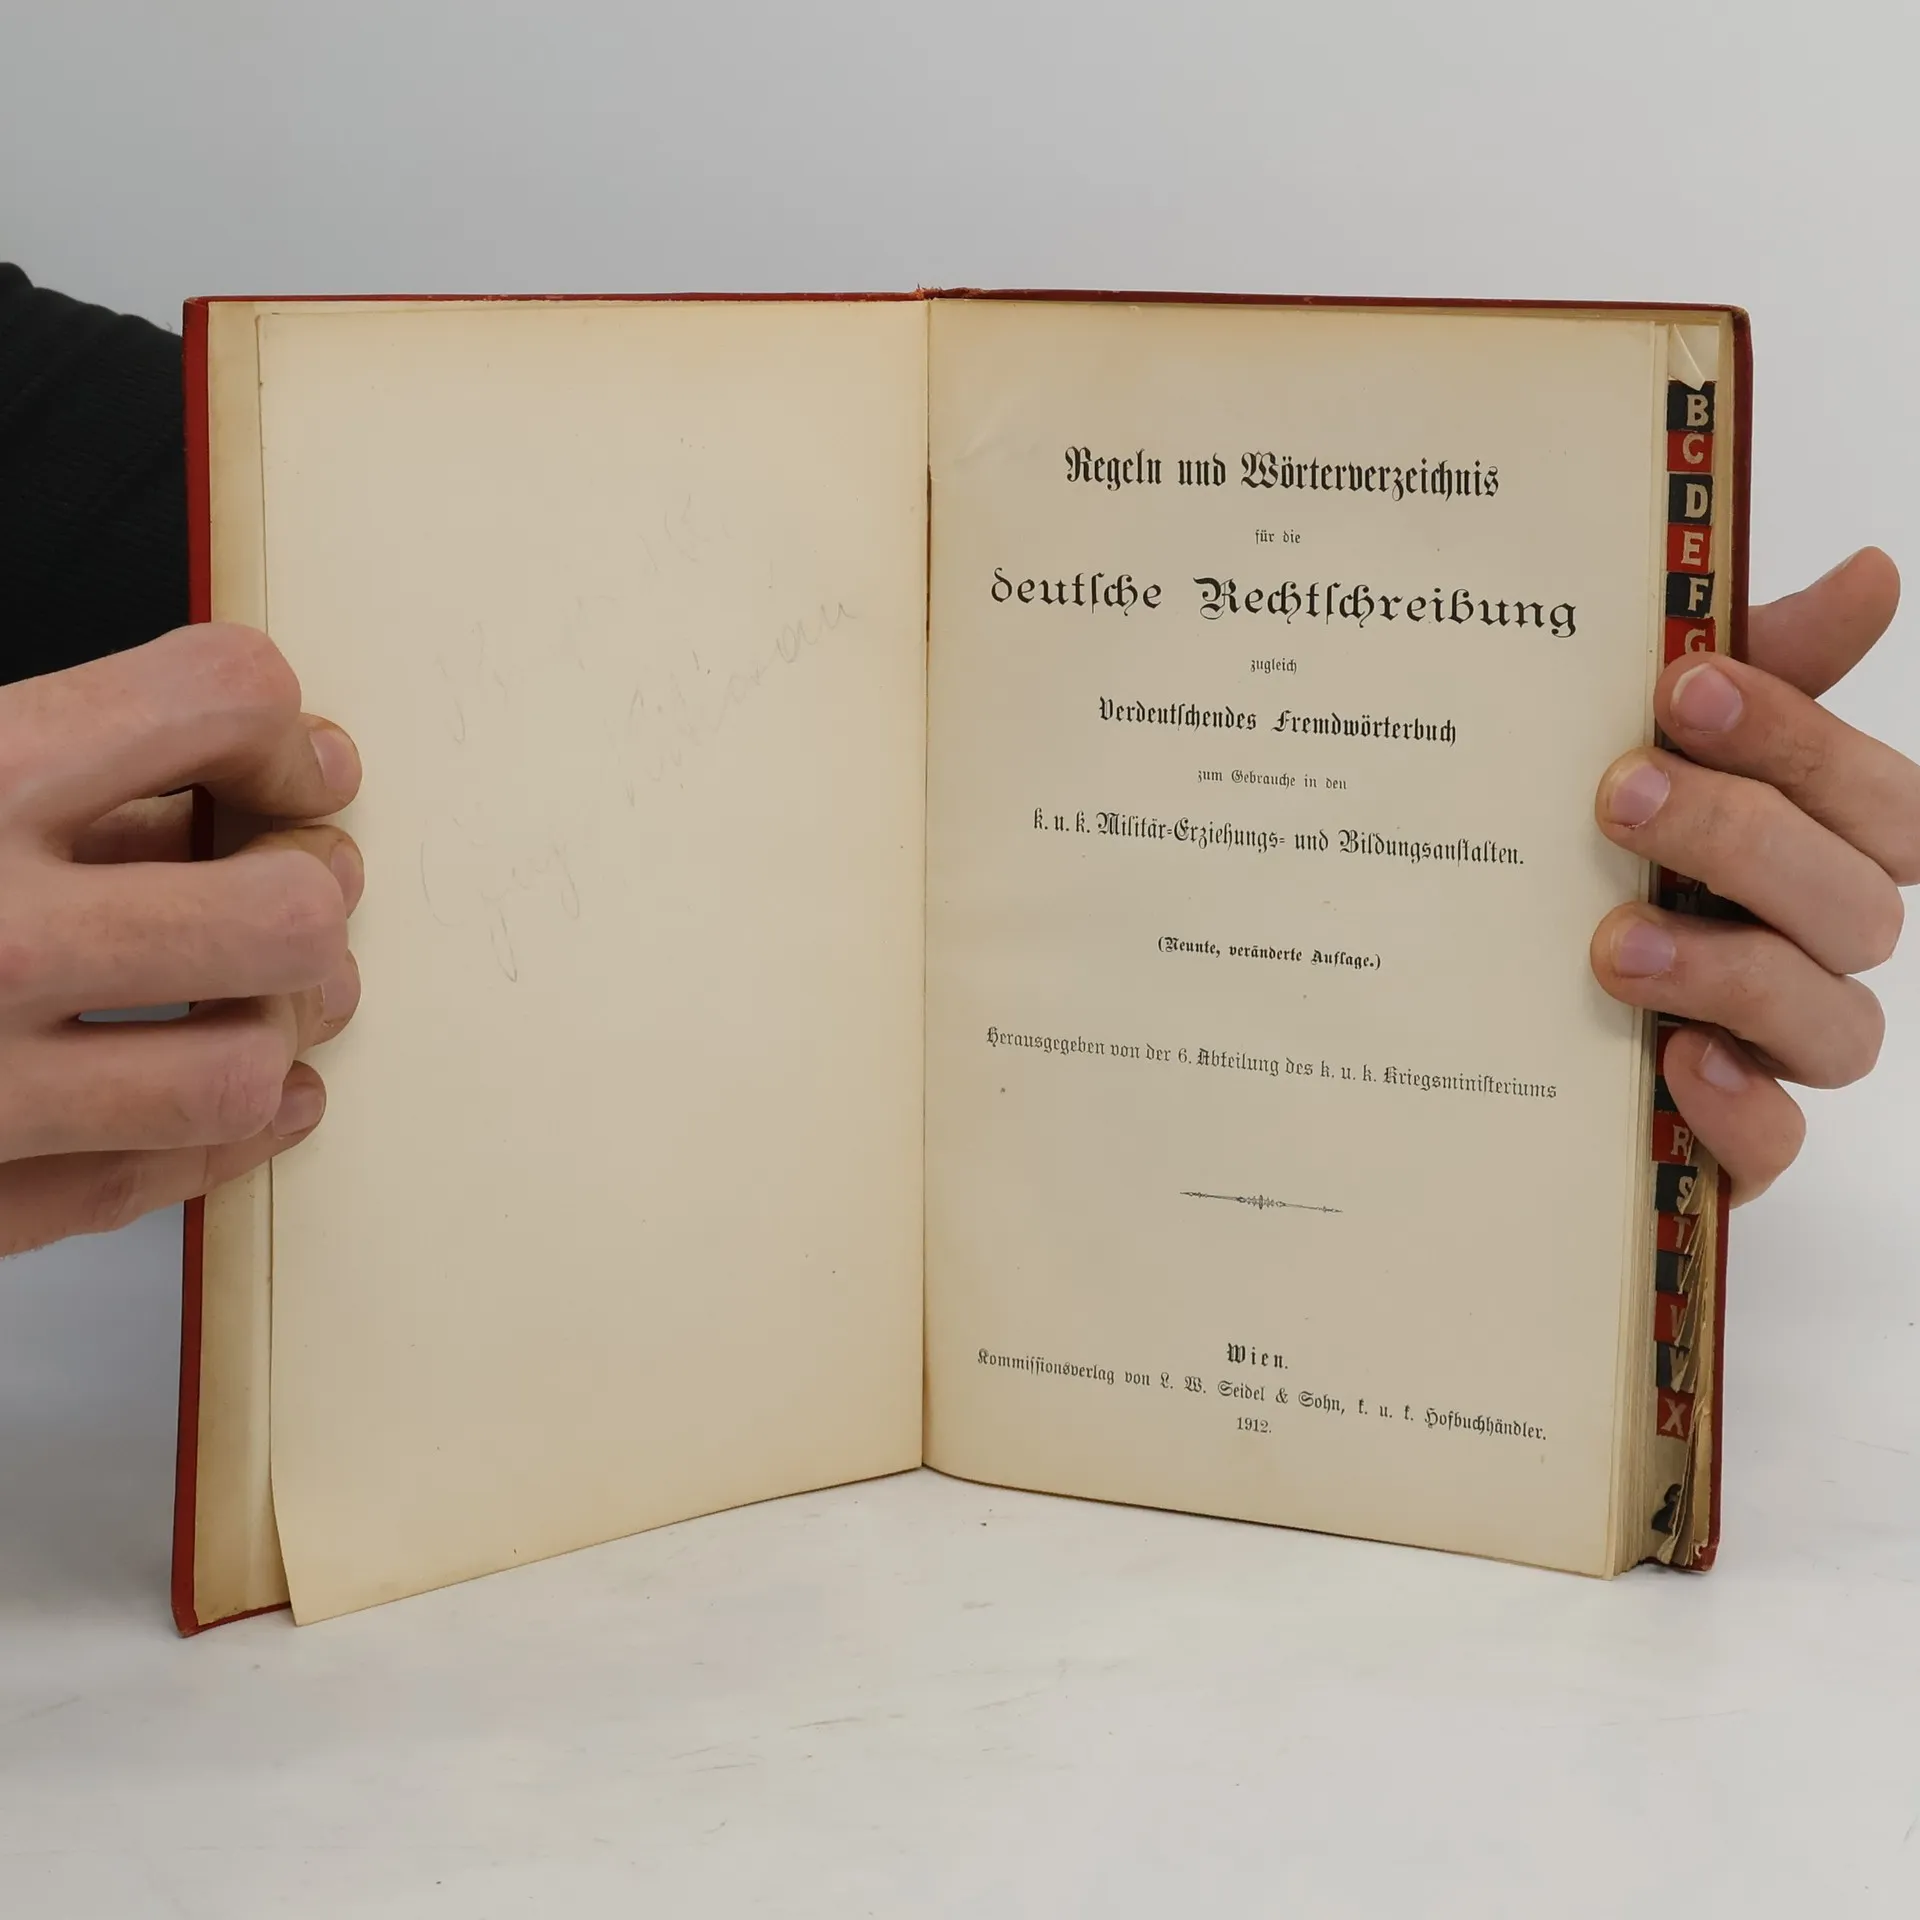 Regeln und Wörterverzeichnis
für die
deutſche Rechtſchreibung
zugleich
Verdeutſchendes Fremdwörterbuch
zum Gebrauche in den
k. u. k. Militär-Erziehungs- und Bildungsanſtalten.
(Neunte, veränderte Auflage.)
Herausgegeben von der 6. Abteilung des k. u. k. Kriegsminiſteriums
Wien.
Kommiſſionsverlag von L. W. Seidel & Sohn, k. u. k. Hofbuchhändler.
1912.
B
C
D
E
F
G
R
S
T
V
W
X